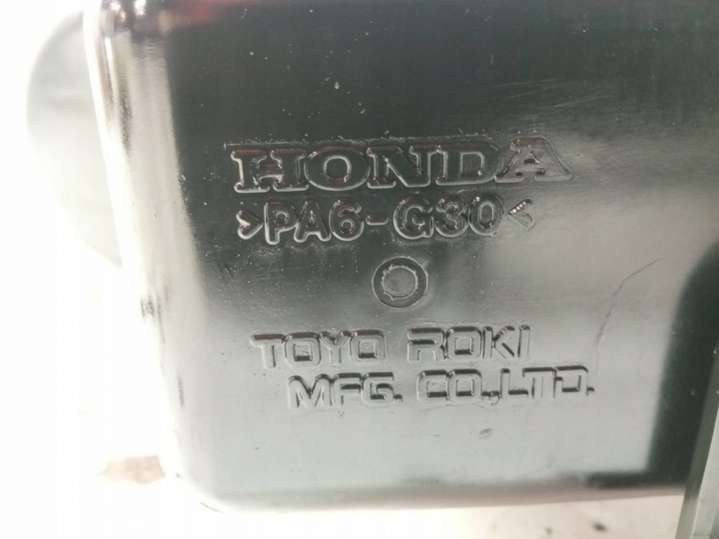 HONDA
>PA6-G30<
TOYO ROKI
MFG. CO.,LTD.